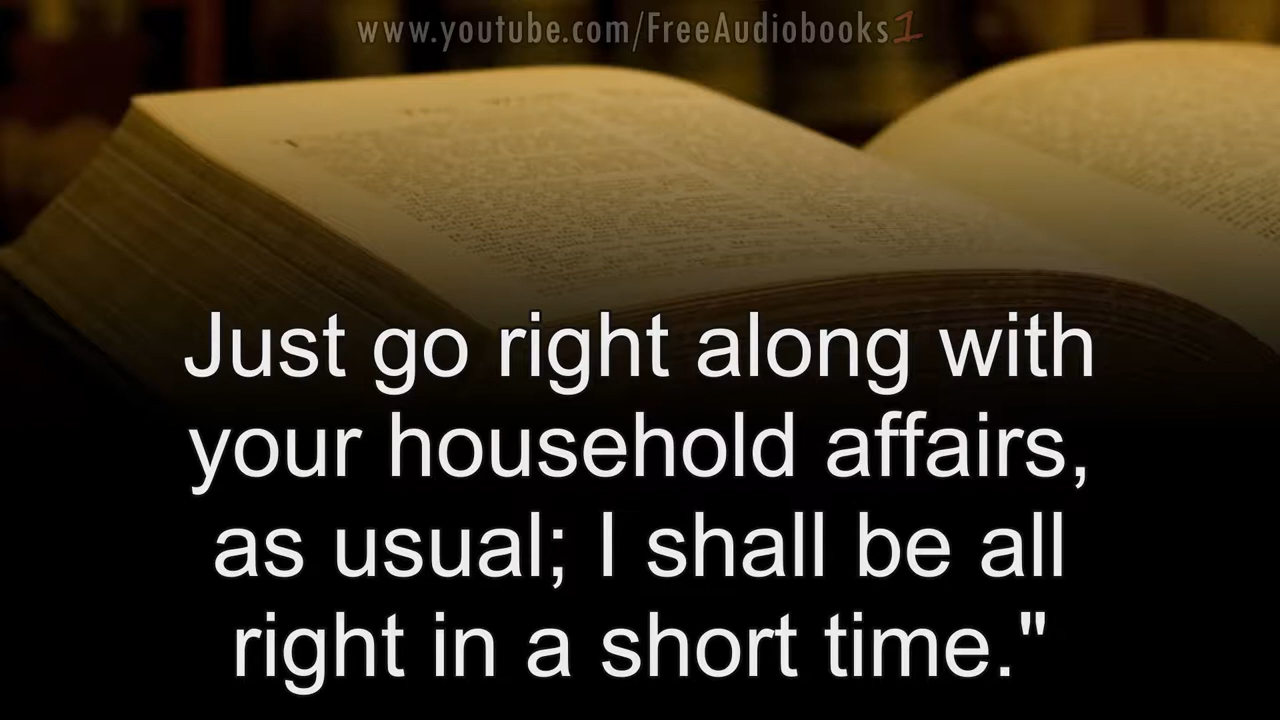 www.youtube.com/FreeAudiobooks1
Just go right along with
your household affairs,
as usual; I shall be all
right in a short time."